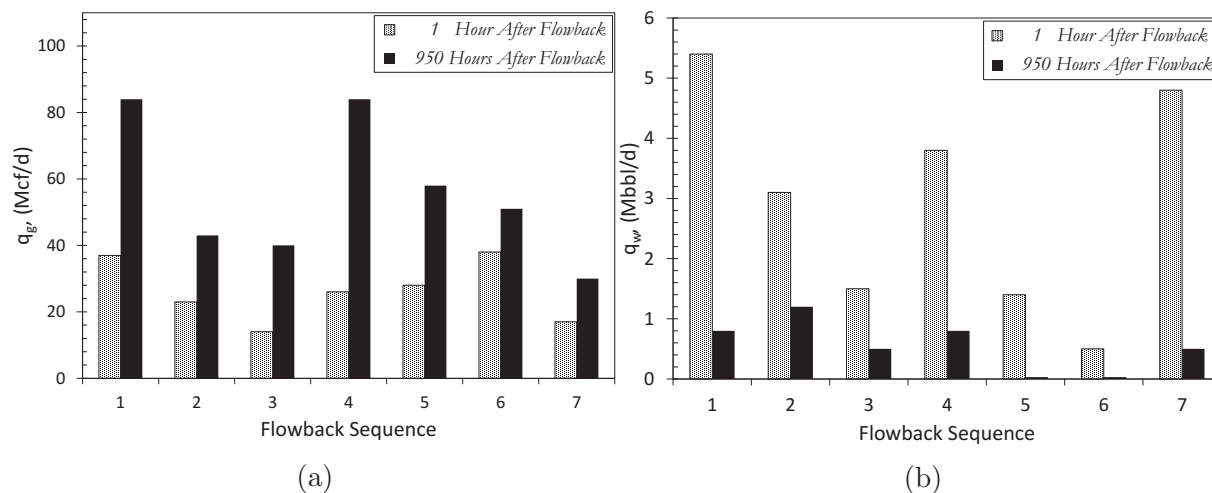 100
80
60
40
20
0
q_g, (Mcf/d)
1 Hour After Flowback
950 Hours After Flowback
1 2 3 4 5 6 7
Flowback Sequence
(a)
6
5
4
3
2
1
0
q_w, (Mbbl/d)
1 Hour After Flowback
950 Hours After Flowback
1 2 3 4 5 6 7
Flowback Sequence
(b)